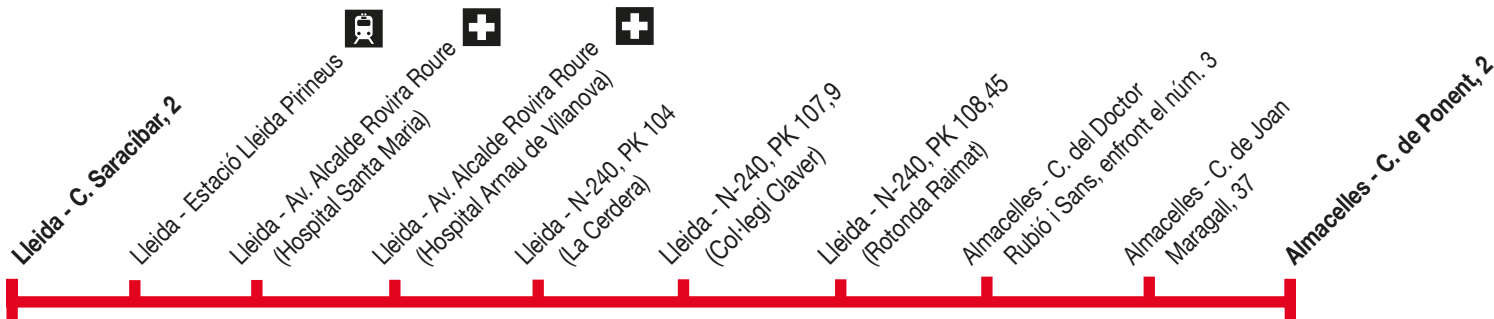 Lleida - C. Saracíbar, 2
Lleida - Estació Lleida Pirineus
Lleida - Av. Alcalde Rovira Roure
(Hospital Santa Maria)
Lleida - Av. Alcalde Rovira Roure
(Hospital Arnau de Vilanova)
Lleida - N-240, PK 104
(La Cerdera)
Lleida - N-240, PK 107,9
(Col·legi Claver)
Lleida - N-240, PK 108,45
(Rotonda Raimat)
Almacelles - C. del Doctor
Rubió i Sans, enfront el núm. 3
Almacelles - C. de Joan
Maragall, 37
Almacelles - C. de Ponent, 2